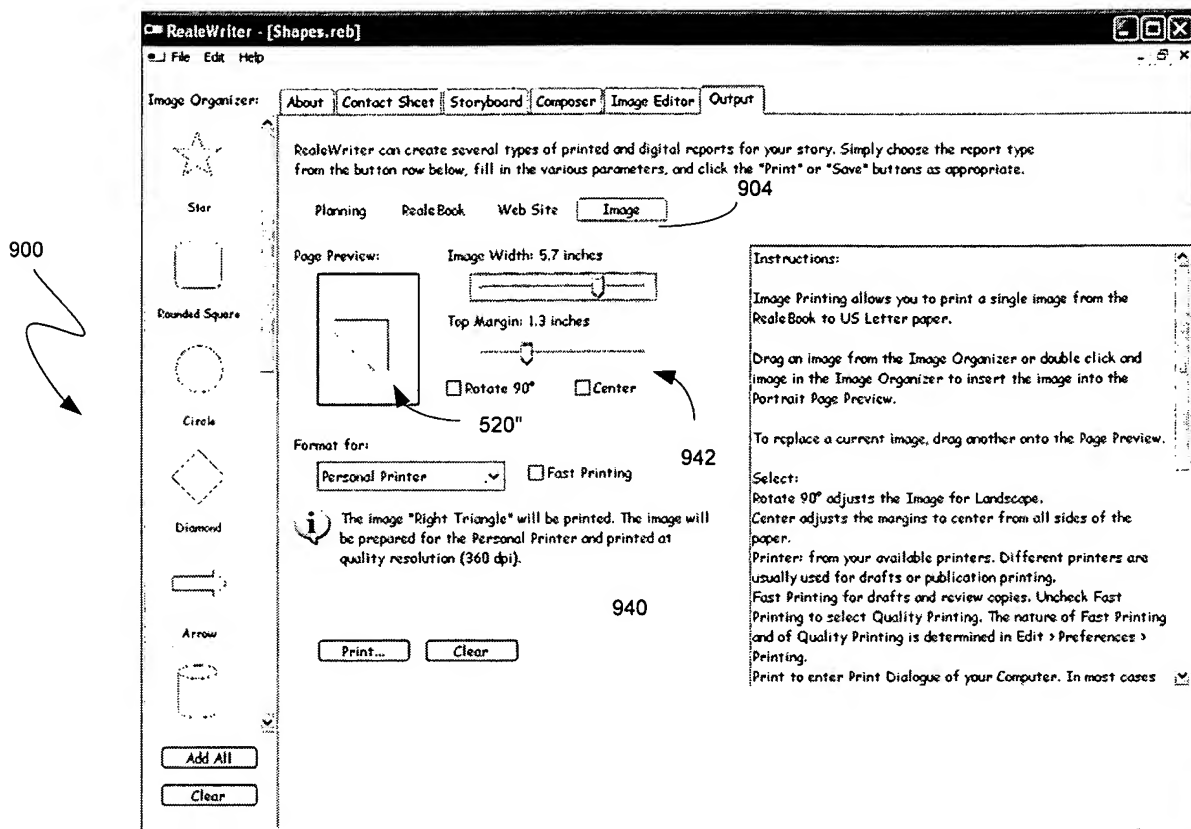 RealeWriter - [Shapes.reb]
File Edit Help
Image Organizer:
About Contact Sheet Storyboard Composer Image Editor Output
RealeWriter can create several types of printed and digital reports for your story. Simply choose the report type
from the button row below, fill in the various parameters, and click the "Print" or "Save" buttons as appropriate.
904
Star
Planning RealeBook Web Site Image
900
Page Preview:
Image Width: 5.7 inches
Top Margin: 1.3 inches
Rotate 90° Center
520"
942
Rounded Square
Circle
Diamond
Arrow
Add All
Clear
Format for:
Personal Printer
Fast Printing
The image "Right Triangle" will be printed. The image will
be prepared for the Personal Printer and printed at
quality resolution (360 dpi).
940
Print... Clear
Instructions:
Image Printing allows you to print a single image from the
RealeBook to US Letter paper.
Drag an image from the Image Organizer or double click and
image in the Image Organizer to insert the image into the
Portrait Page Preview.
To replace a current image, drag another onto the Page Preview.
Select:
Rotate 90° adjusts the Image for Landscape.
Center adjusts the margins to center from all sides of the
paper.
Printer: from your available printers. Different printers are
usually used for drafts or publication printing.
Fast Printing for drafts and review copies. Uncheck Fast
Printing to select Quality Printing. The nature of Fast Printing
and of Quality Printing is determined in Edit > Preferences >
Printing.
Print to enter Print Dialogue of your Computer. In most cases